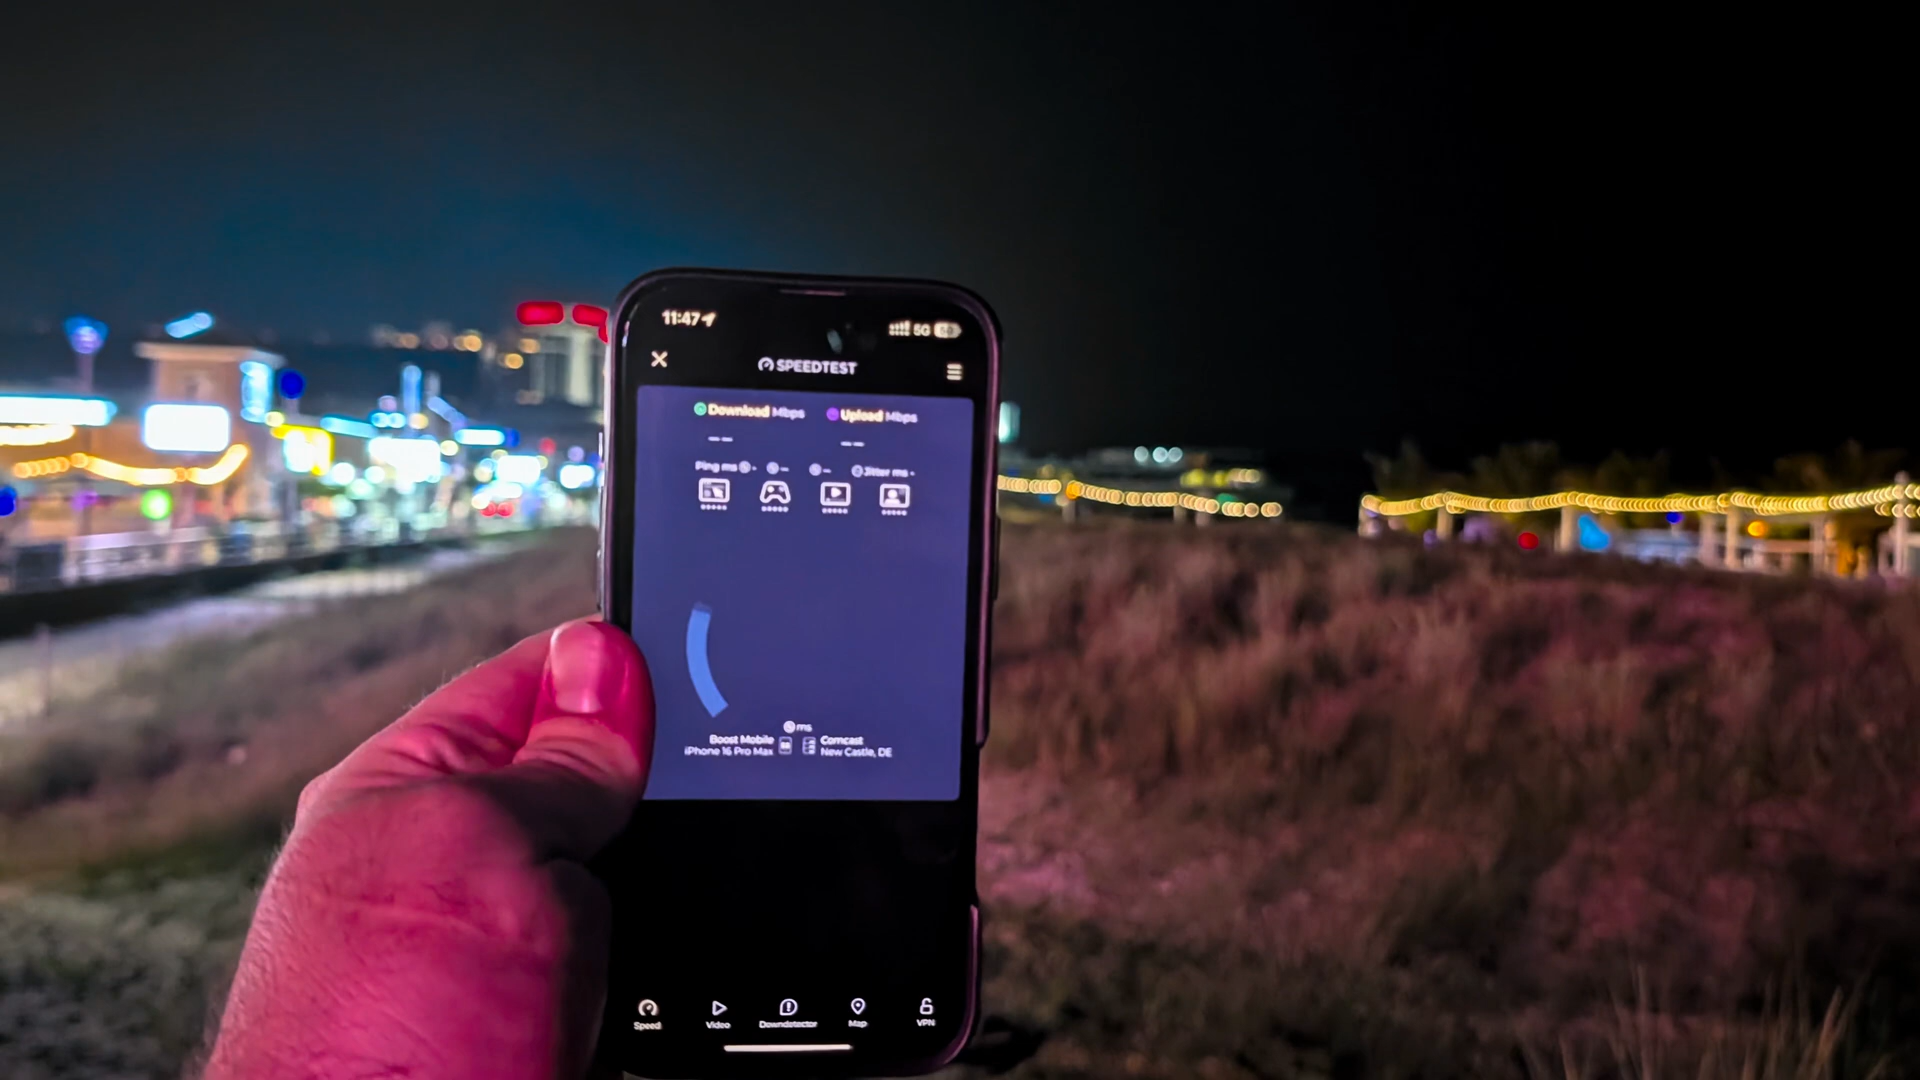 11:47
5G
SPEEDTEST
Download Mbps
Upload Mbps
Ping ms
Jitter ms
ms
Boost Mobile
iPhone 16 Pro Max
Comcast
New Castle, DE
Speed
Video
Downdetector
Map
VPN